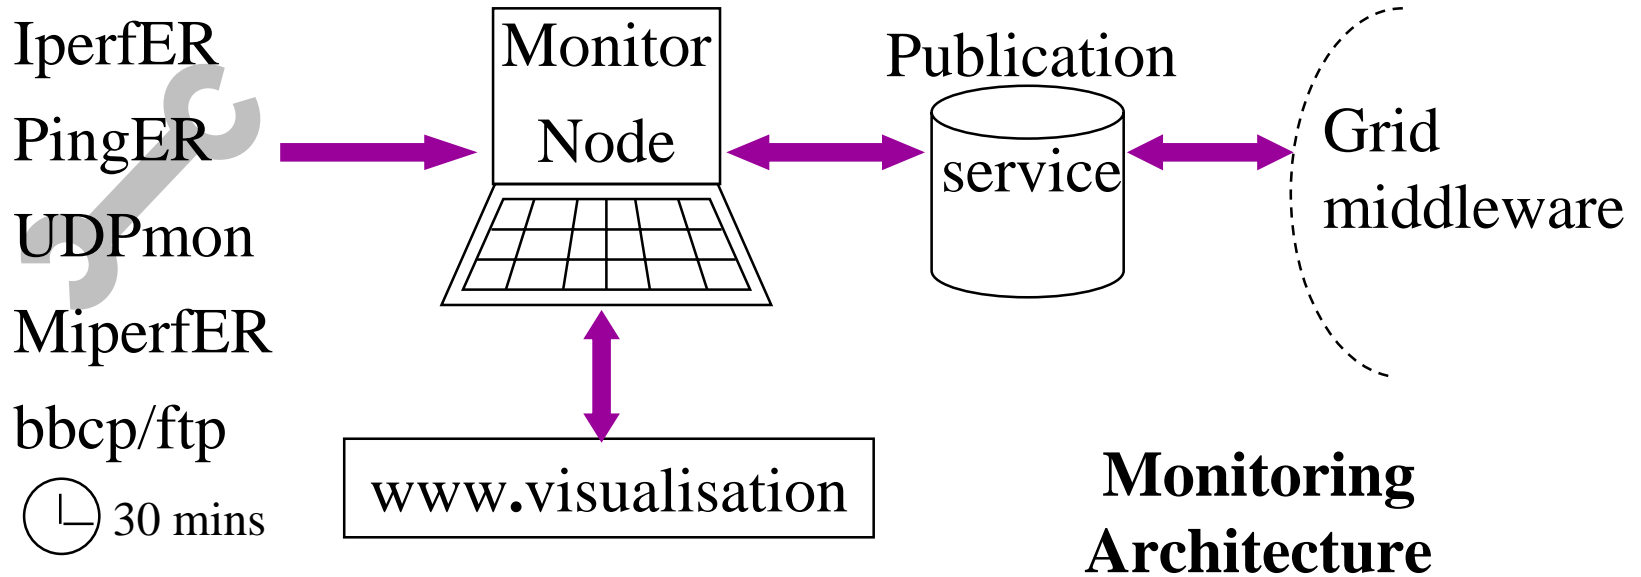 IperfER
PingER
UDPmon
MiperfER
bbcp/ftp
30 mins
Monitor
Node
www.visualisation
Publication
service
Grid
middleware
Monitoring
Architecture